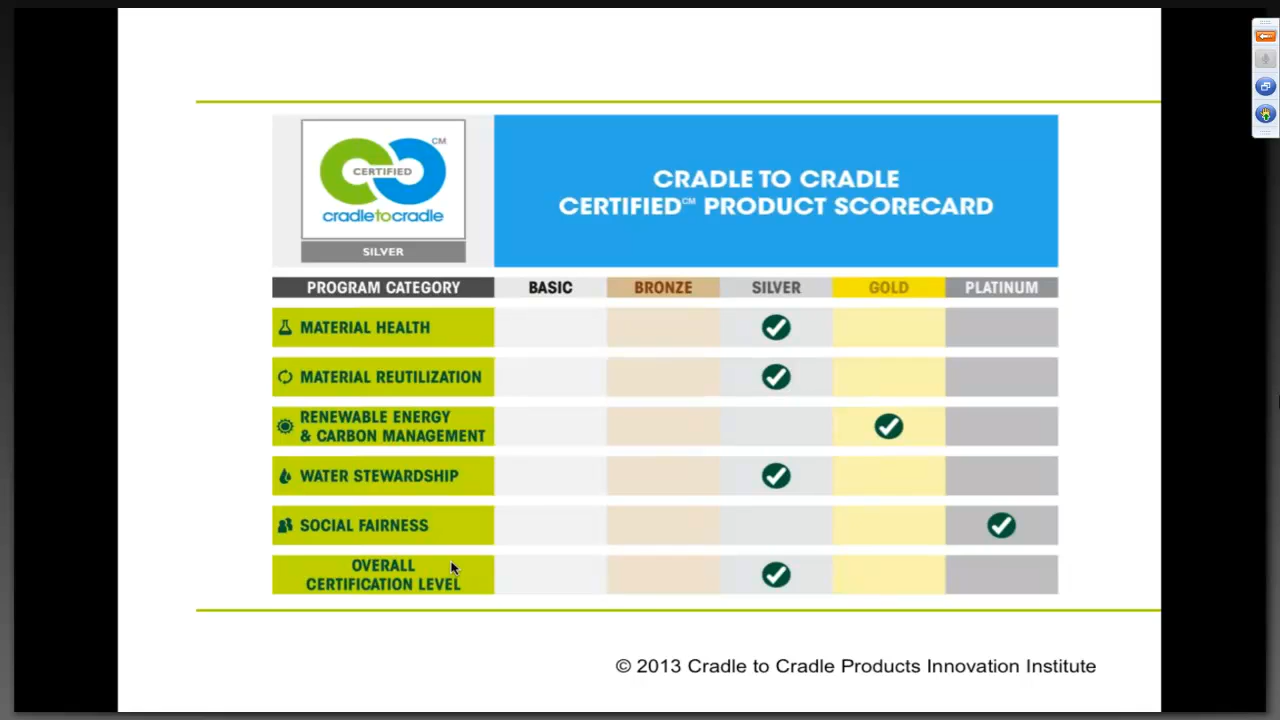 CERTIFIED
CM
cradletocradle
SILVER
CRADLE TO CRADLE
CERTIFIED℠ PRODUCT SCORECARD
PROGRAM CATEGORY BASIC BRONZE SILVER GOLD PLATINUM
MATERIAL HEALTH
MATERIAL REUTILIZATION
RENEWABLE ENERGY
& CARBON MANAGEMENT
WATER STEWARDSHIP
SOCIAL FAIRNESS
OVERALL
CERTIFICATION LEVEL
© 2013 Cradle to Cradle Products Innovation Institute